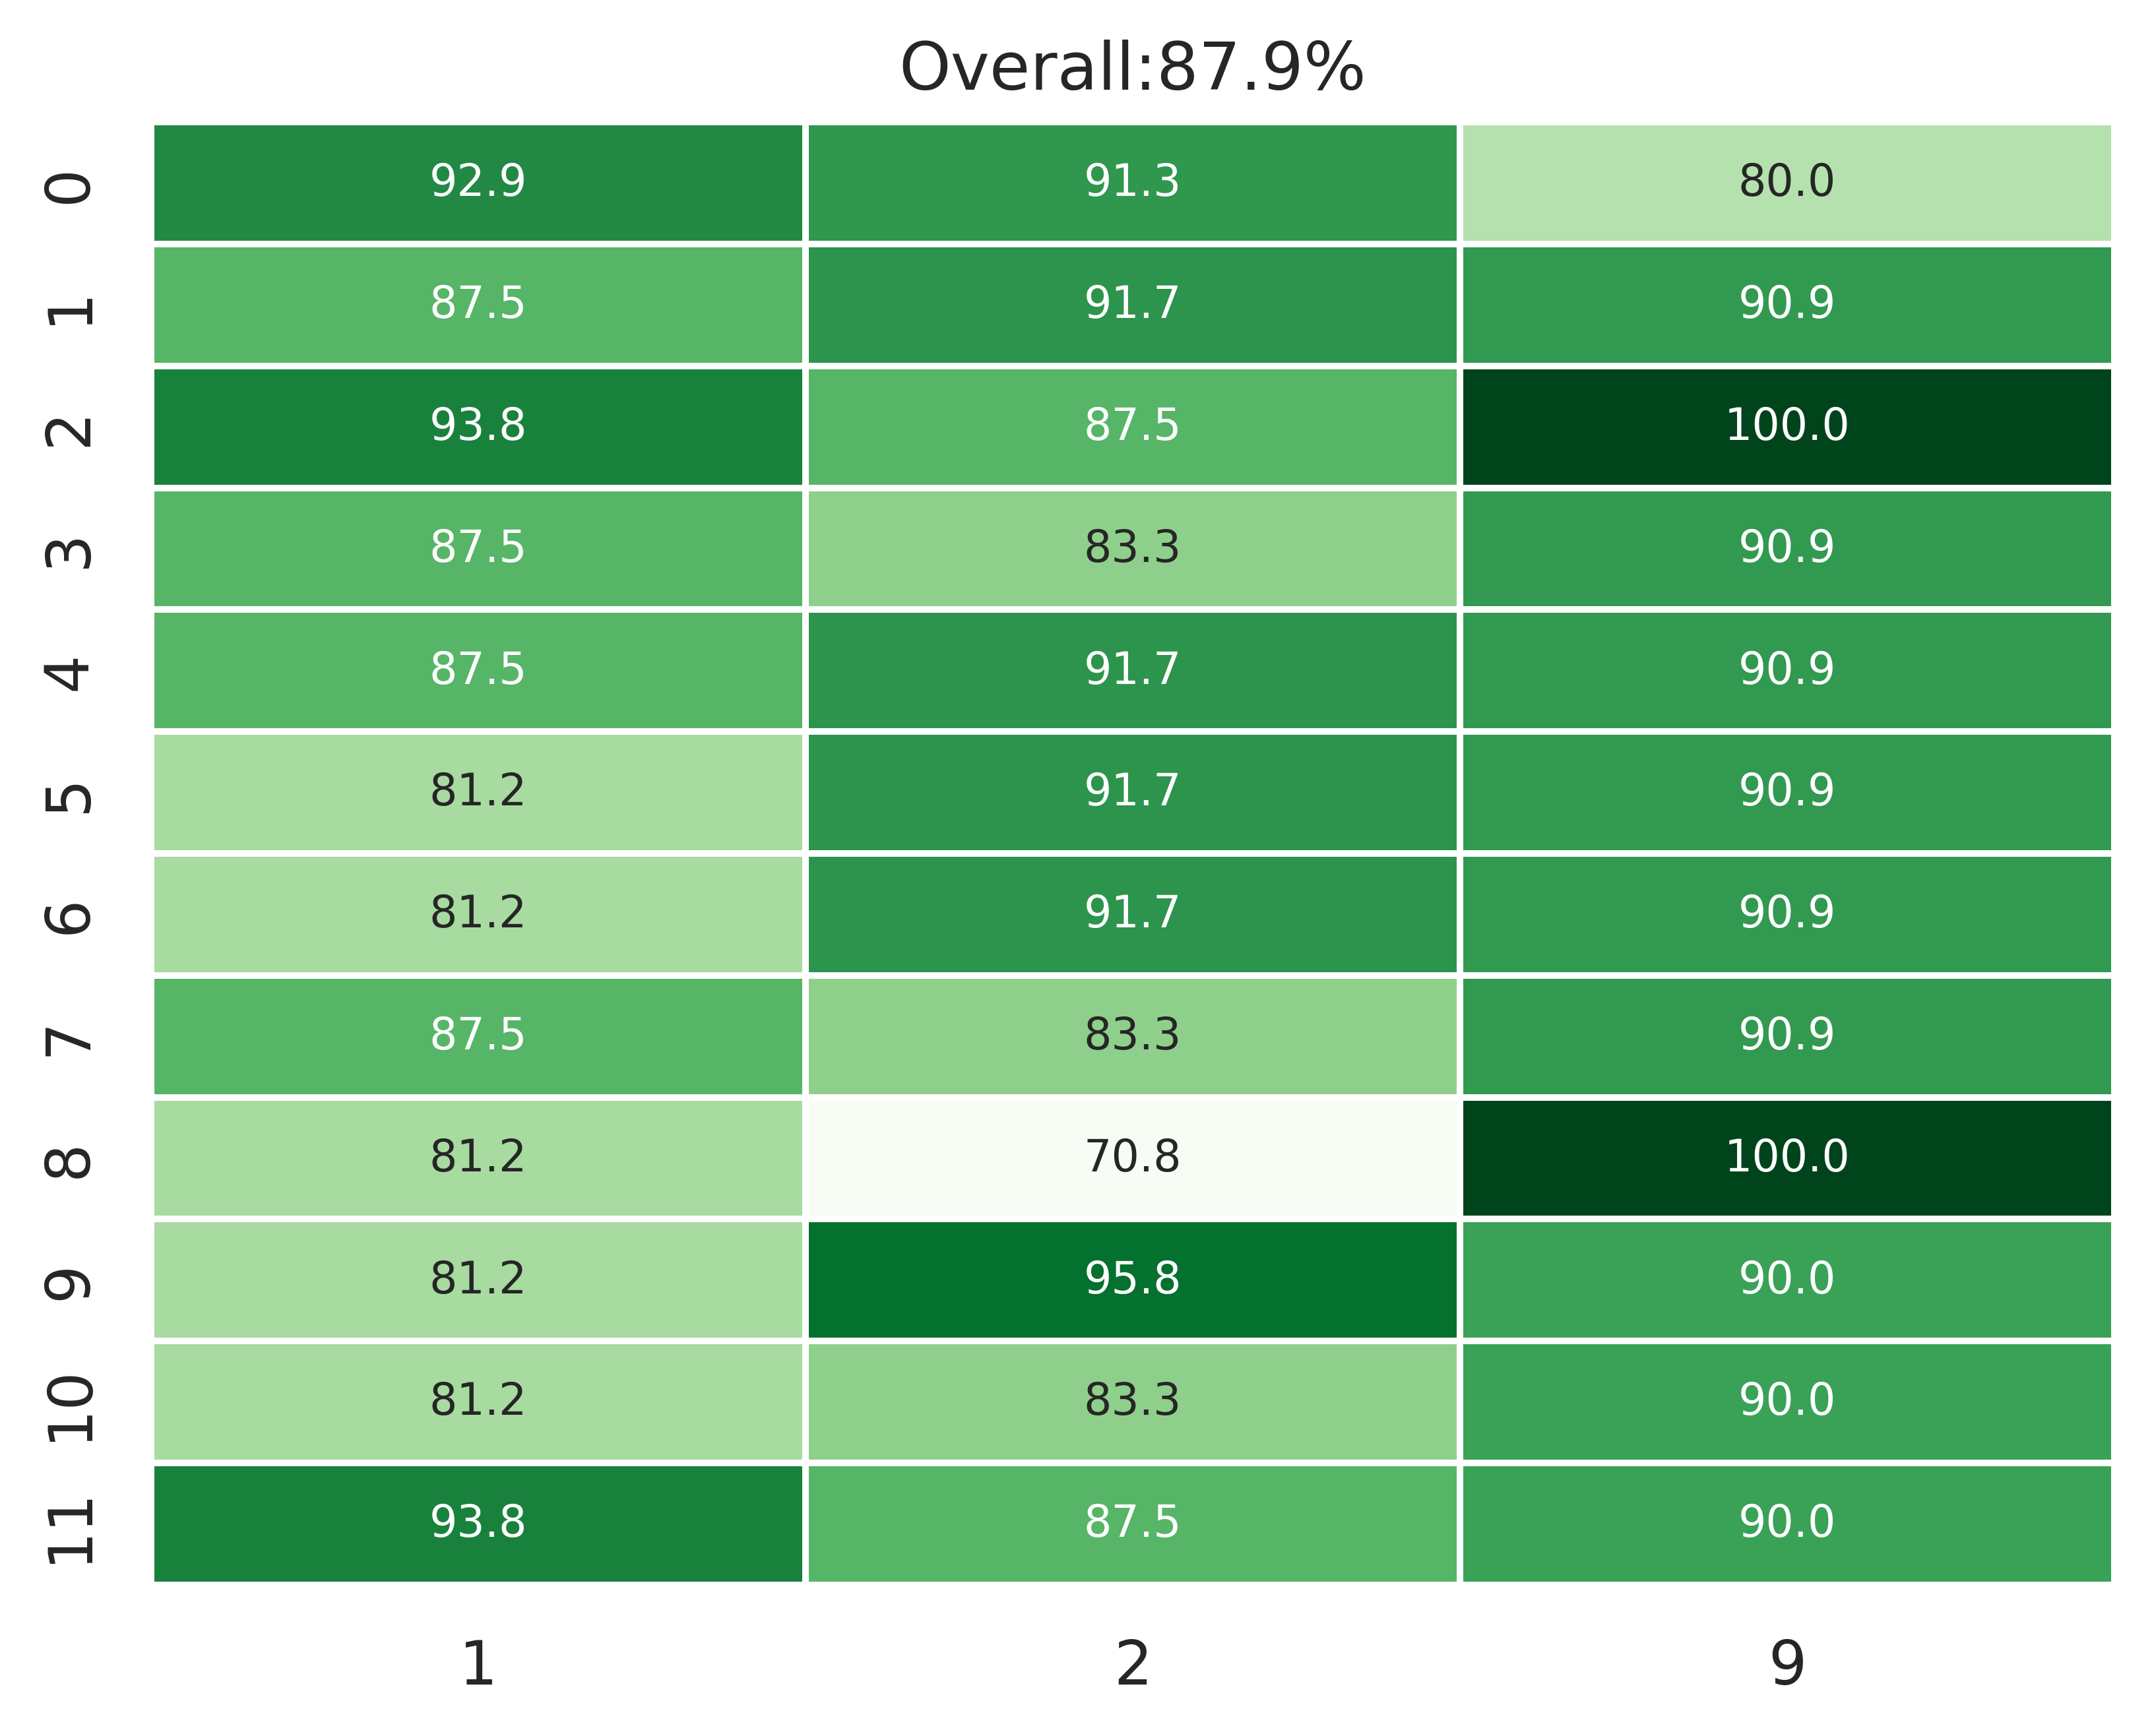 Overall:87.9%
0 92.9 91.3 80.0
1 87.5 91.7 90.9
2 93.8 87.5 100.0
3 87.5 83.3 90.9
4 87.5 91.7 90.9
5 81.2 91.7 90.9
6 81.2 91.7 90.9
7 87.5 83.3 90.9
8 81.2 70.8 100.0
9 81.2 95.8 90.0
10 81.2 83.3 90.0
11 93.8 87.5 90.0
1 2 9